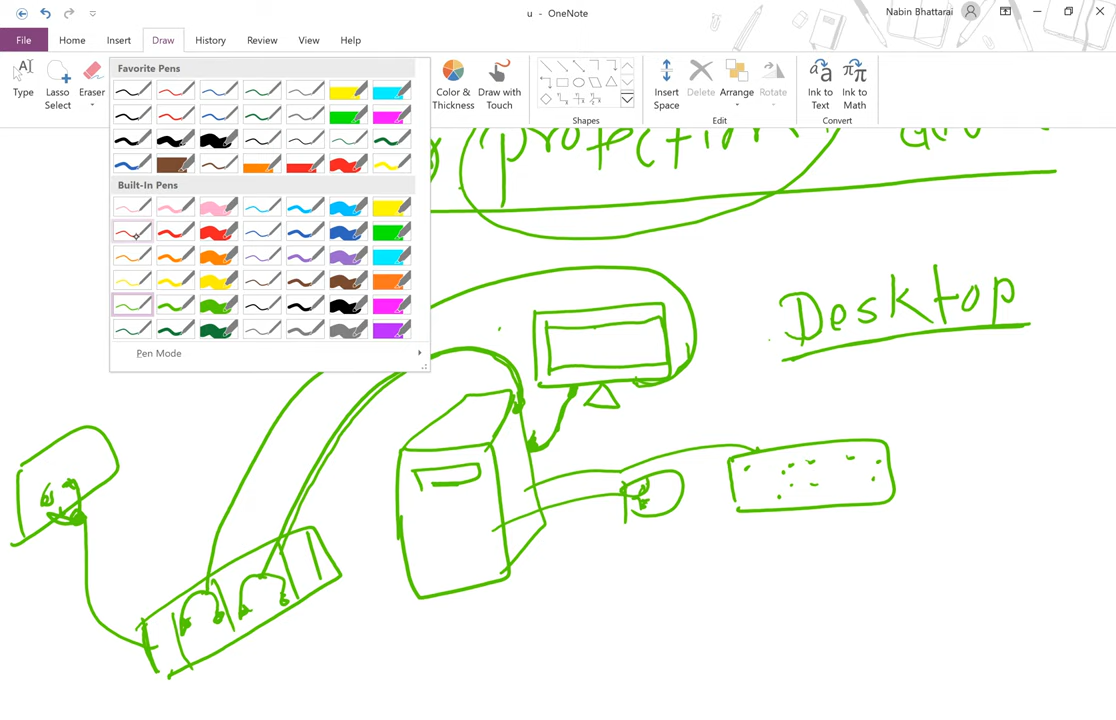 u - OneNote
Nabin Bhattarai
File Home Insert Draw History Review View Help
Type
Lasso Select
Eraser
Favorite Pens
Built-In Pens
Pen Mode
Color & Thickness
Draw with Touch
Shapes
Insert Space
Delete
Arrange
Rotate
Edit
Ink to Text
Ink to Math
Convert
Desktop